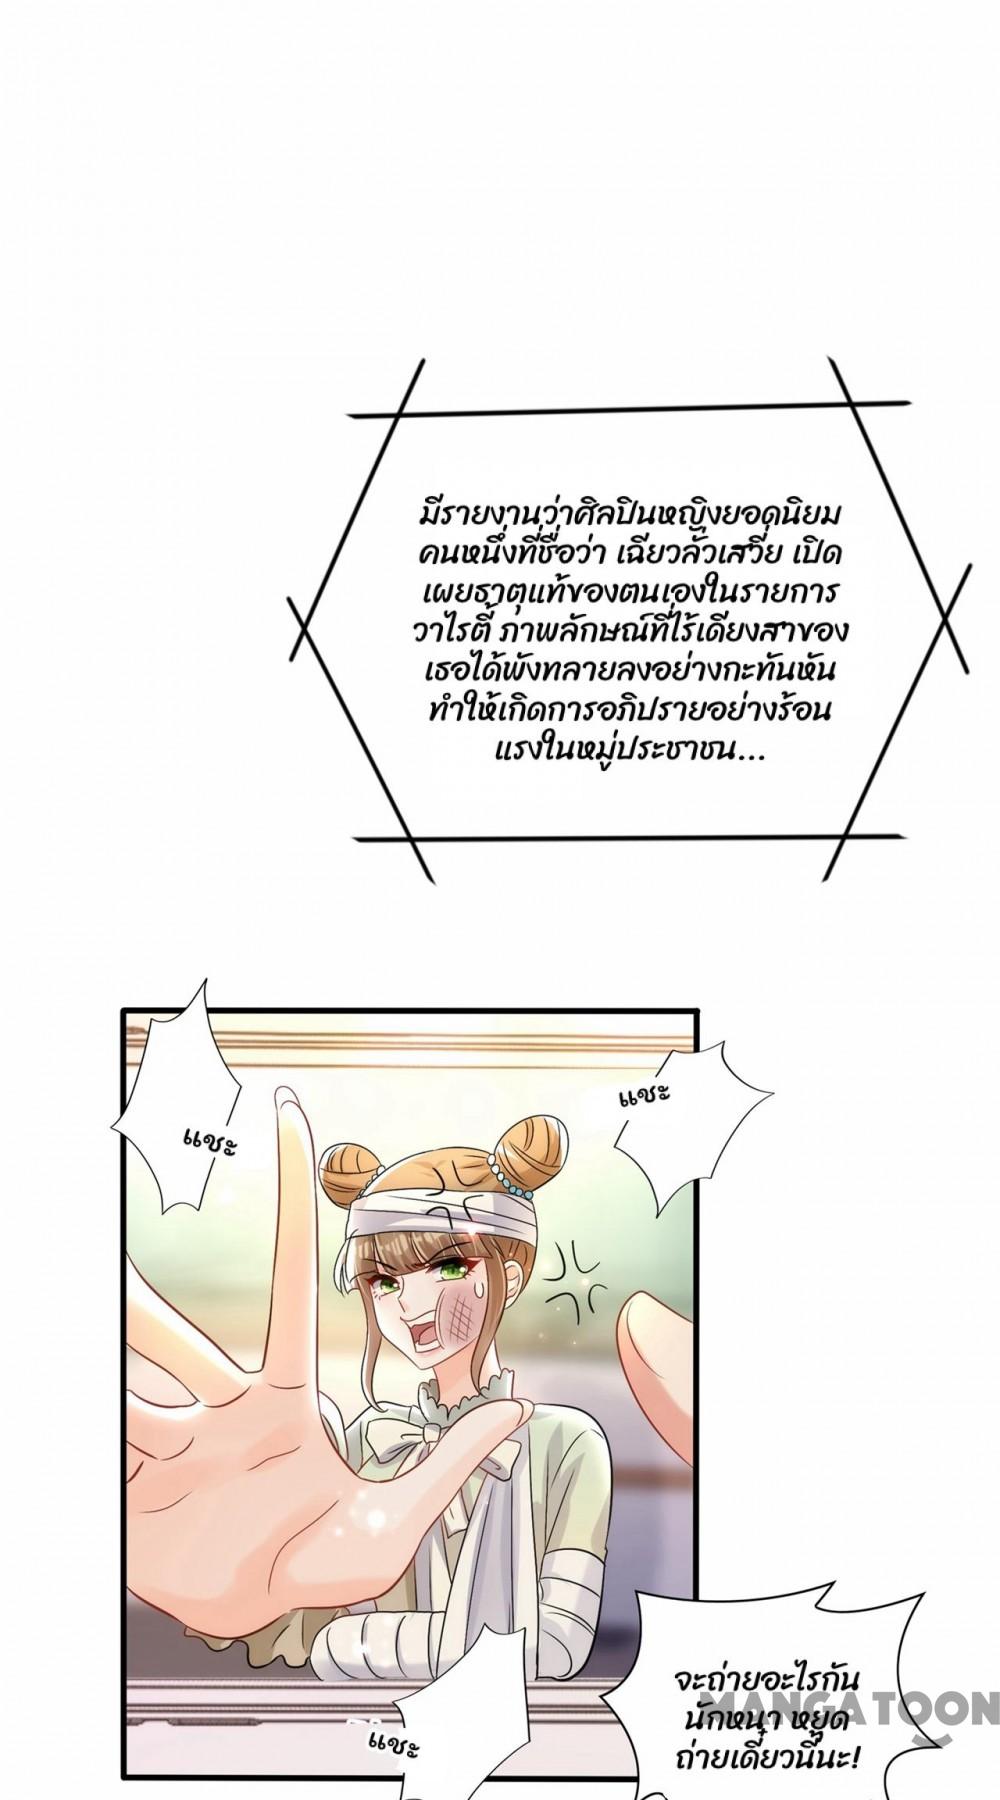 มีรายงานว่าศิลปินหญิงยอดนิยม
คนหนึ่งที่ชื่อว่า เฉียวลั่วเสวี่ย เปิด
เผยธาตุแท้ของตนเองในรายการ
วาไรตี้ ภาพลักษณ์ที่ไร้เดียงสาของ
เธอได้พังทลายลงอย่างกะทันหัน
ทำให้เกิดการอภิปรายอย่างร้อน
แรงในหมู่ประชาชน...
แชะ
แชะ
จะถ่ายอะไรกัน
นักหนา หยุด
ถ่ายเดี๋ยวนี้นะ!
MANGATOON
แชะ